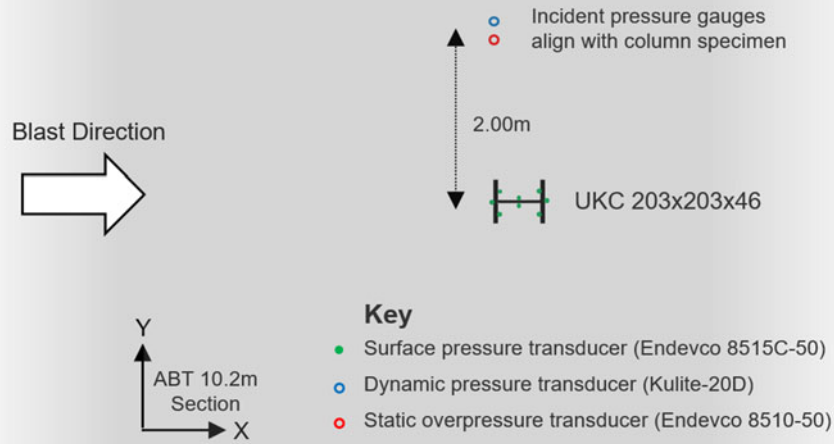 Incident pressure gauges
align with column specimen
2.00m
Blast Direction
UKC 203x203x46
Key
Surface pressure transducer (Endevco 8515C-50)
Dynamic pressure transducer (Kulite-20D)
Static overpressure transducer (Endevco 8510-50)
Y
ABT 10.2m
Section
X